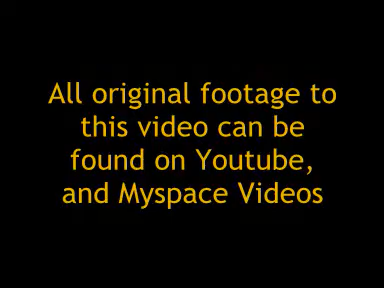 All original footage to
this video can be
found on Youtube,
and Myspace Videos